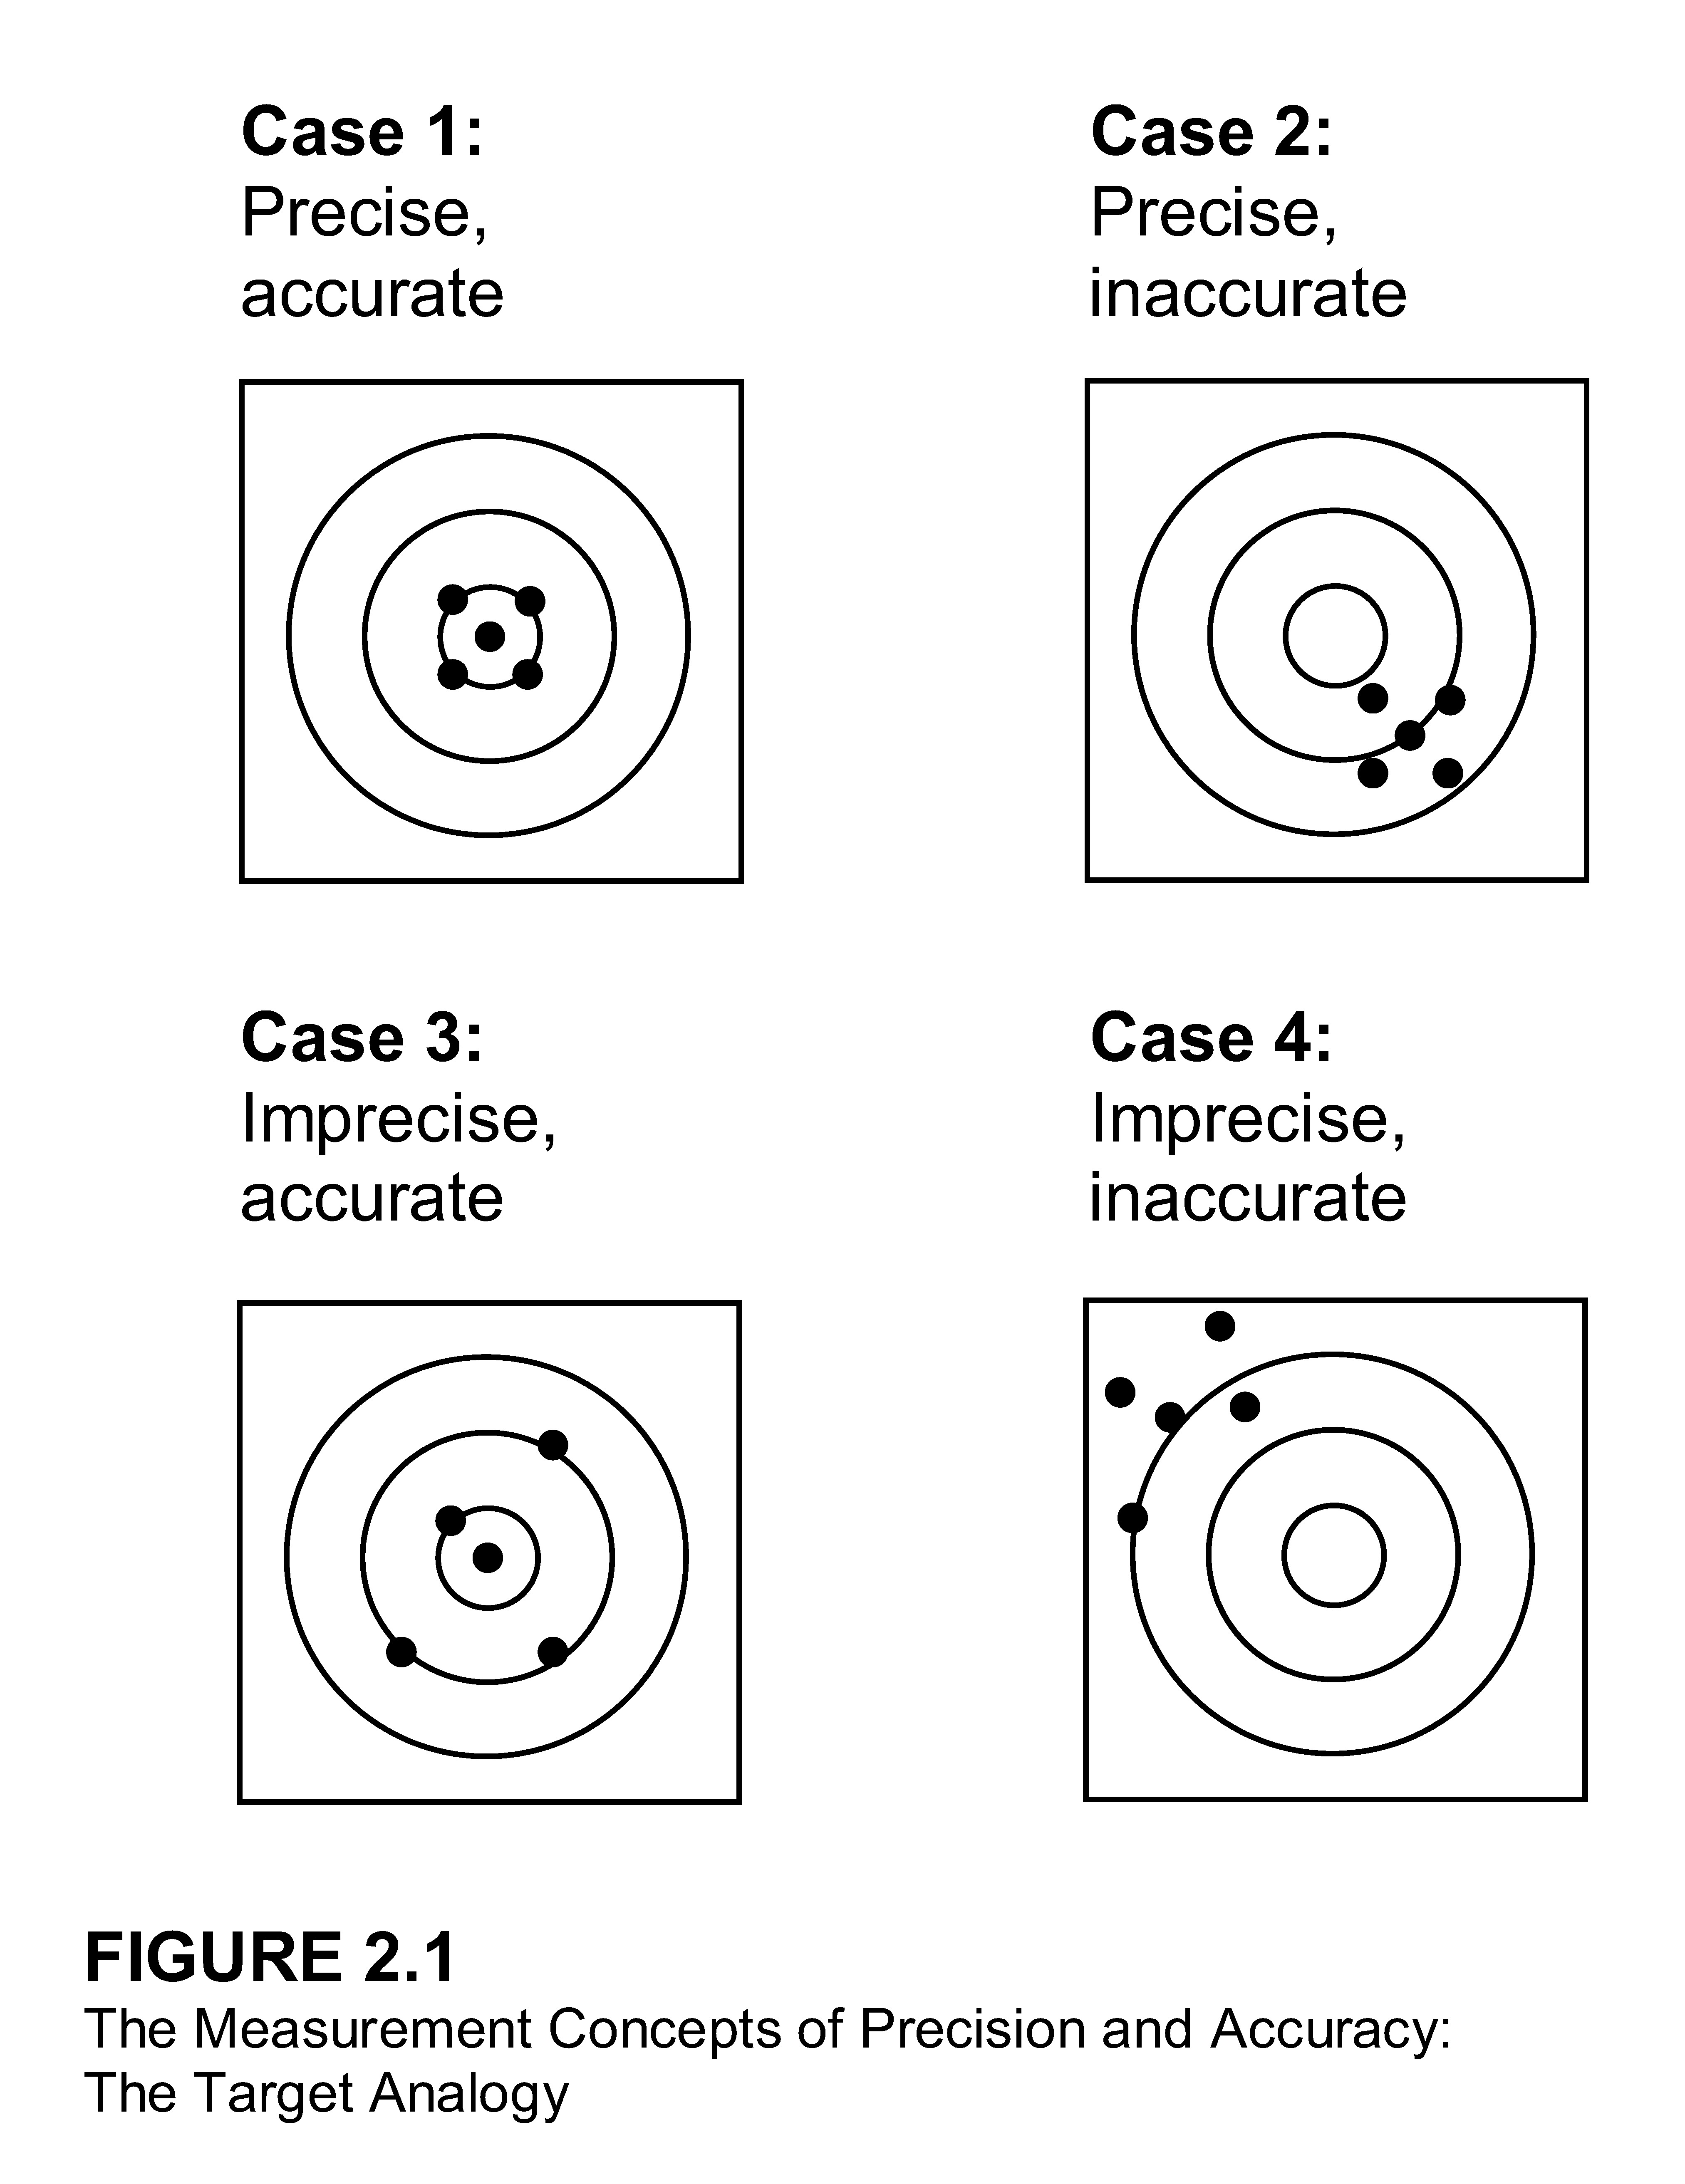 Case 1:
Precise,
accurate
Case 2:
Precise,
inaccurate
Case 3:
Imprecise,
accurate
Case 4:
Imprecise,
inaccurate
FIGURE 2.1
The Measurement Concepts of Precision and Accuracy:
The Target Analogy